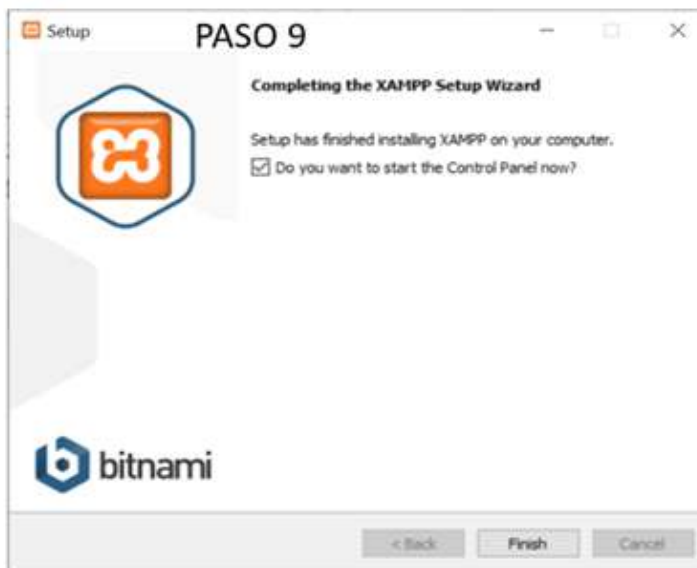 Setup
PASO 9
Completing the XAMPP Setup Wizard
Setup has finished installing XAMPP on your computer.
Do you want to start the Control Panel now?
bitnami
< Back
Finish
Cancel